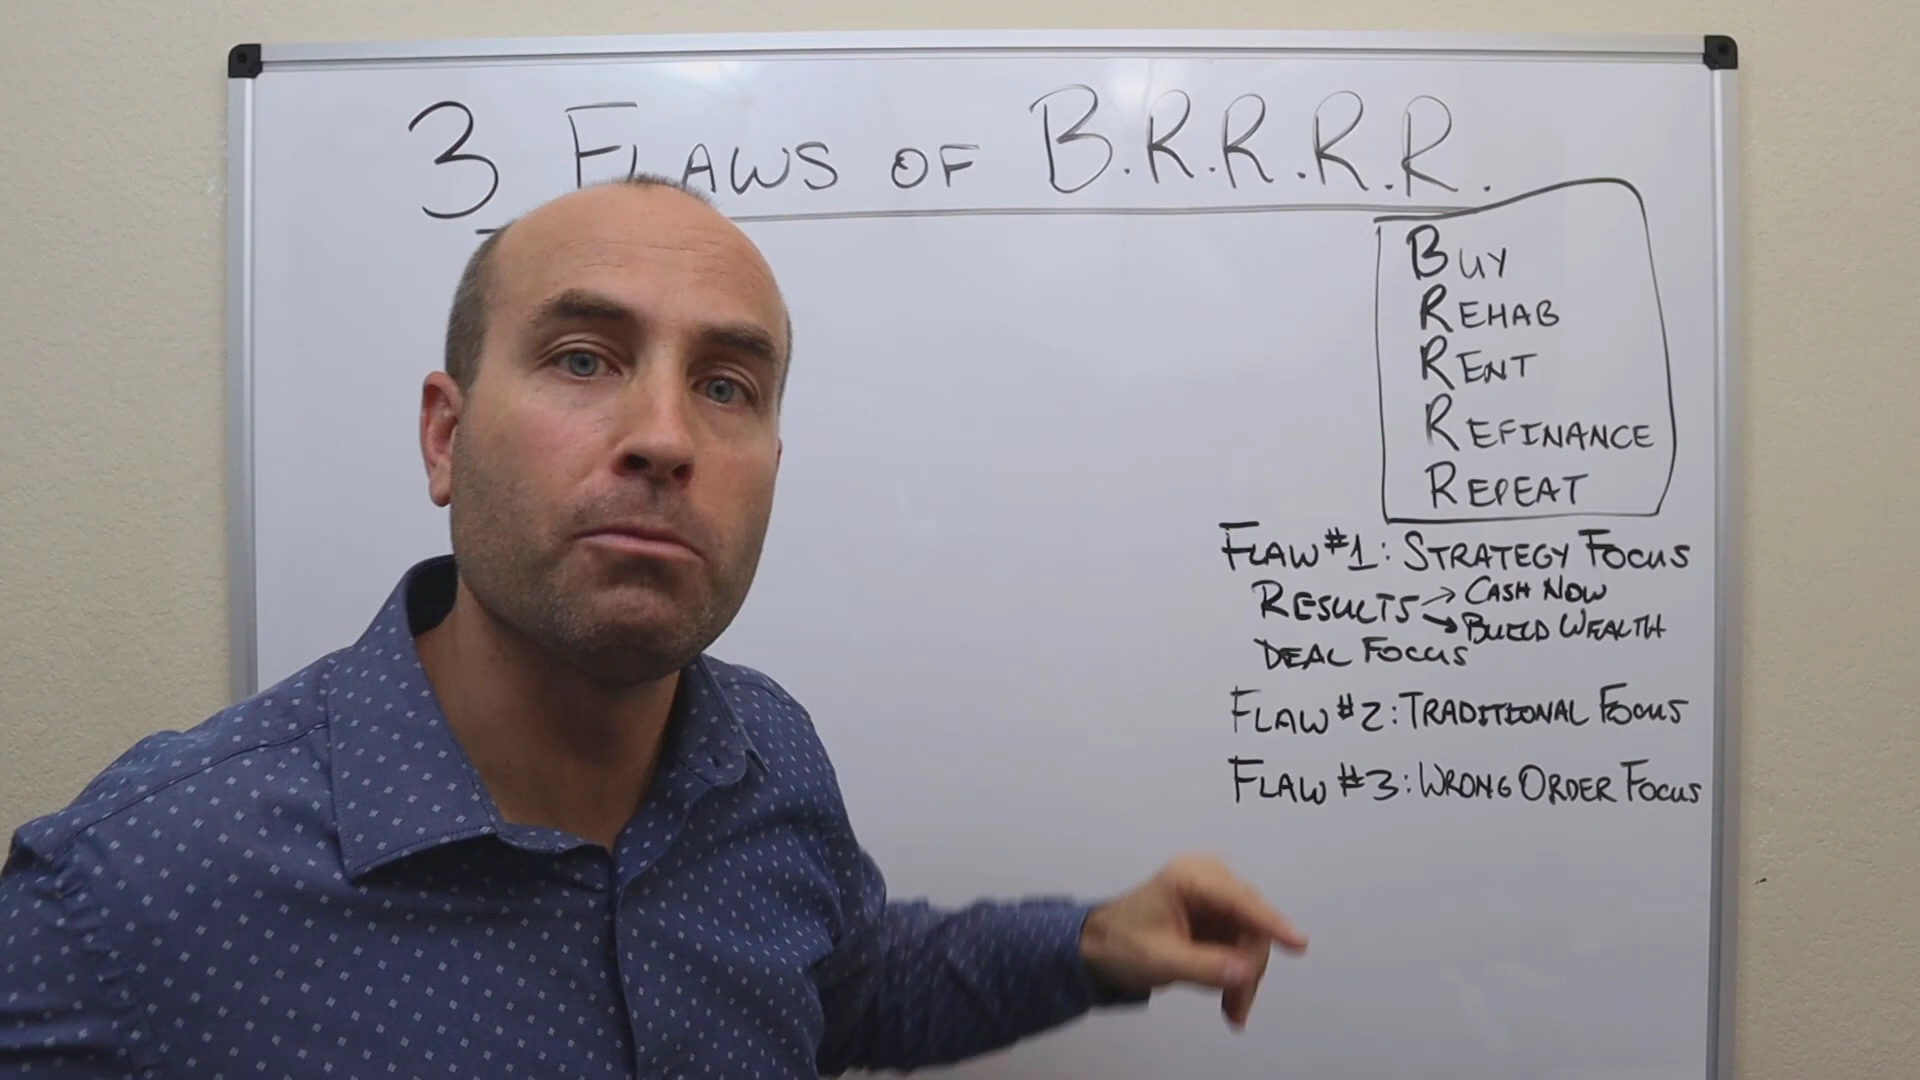 3 FLAWS OF B.R.R.R.R.
BUY
REHAB
RENT
REFINANCE
REPEAT
FLAW #1: STRATEGY FOCUS
RESULTS → CASH NOW
→ BUILD WEALTH
DEAL FOCUS
FLAW #2: TRADITIONAL FOCUS
FLAW #3: WRONG ORDER FOCUS